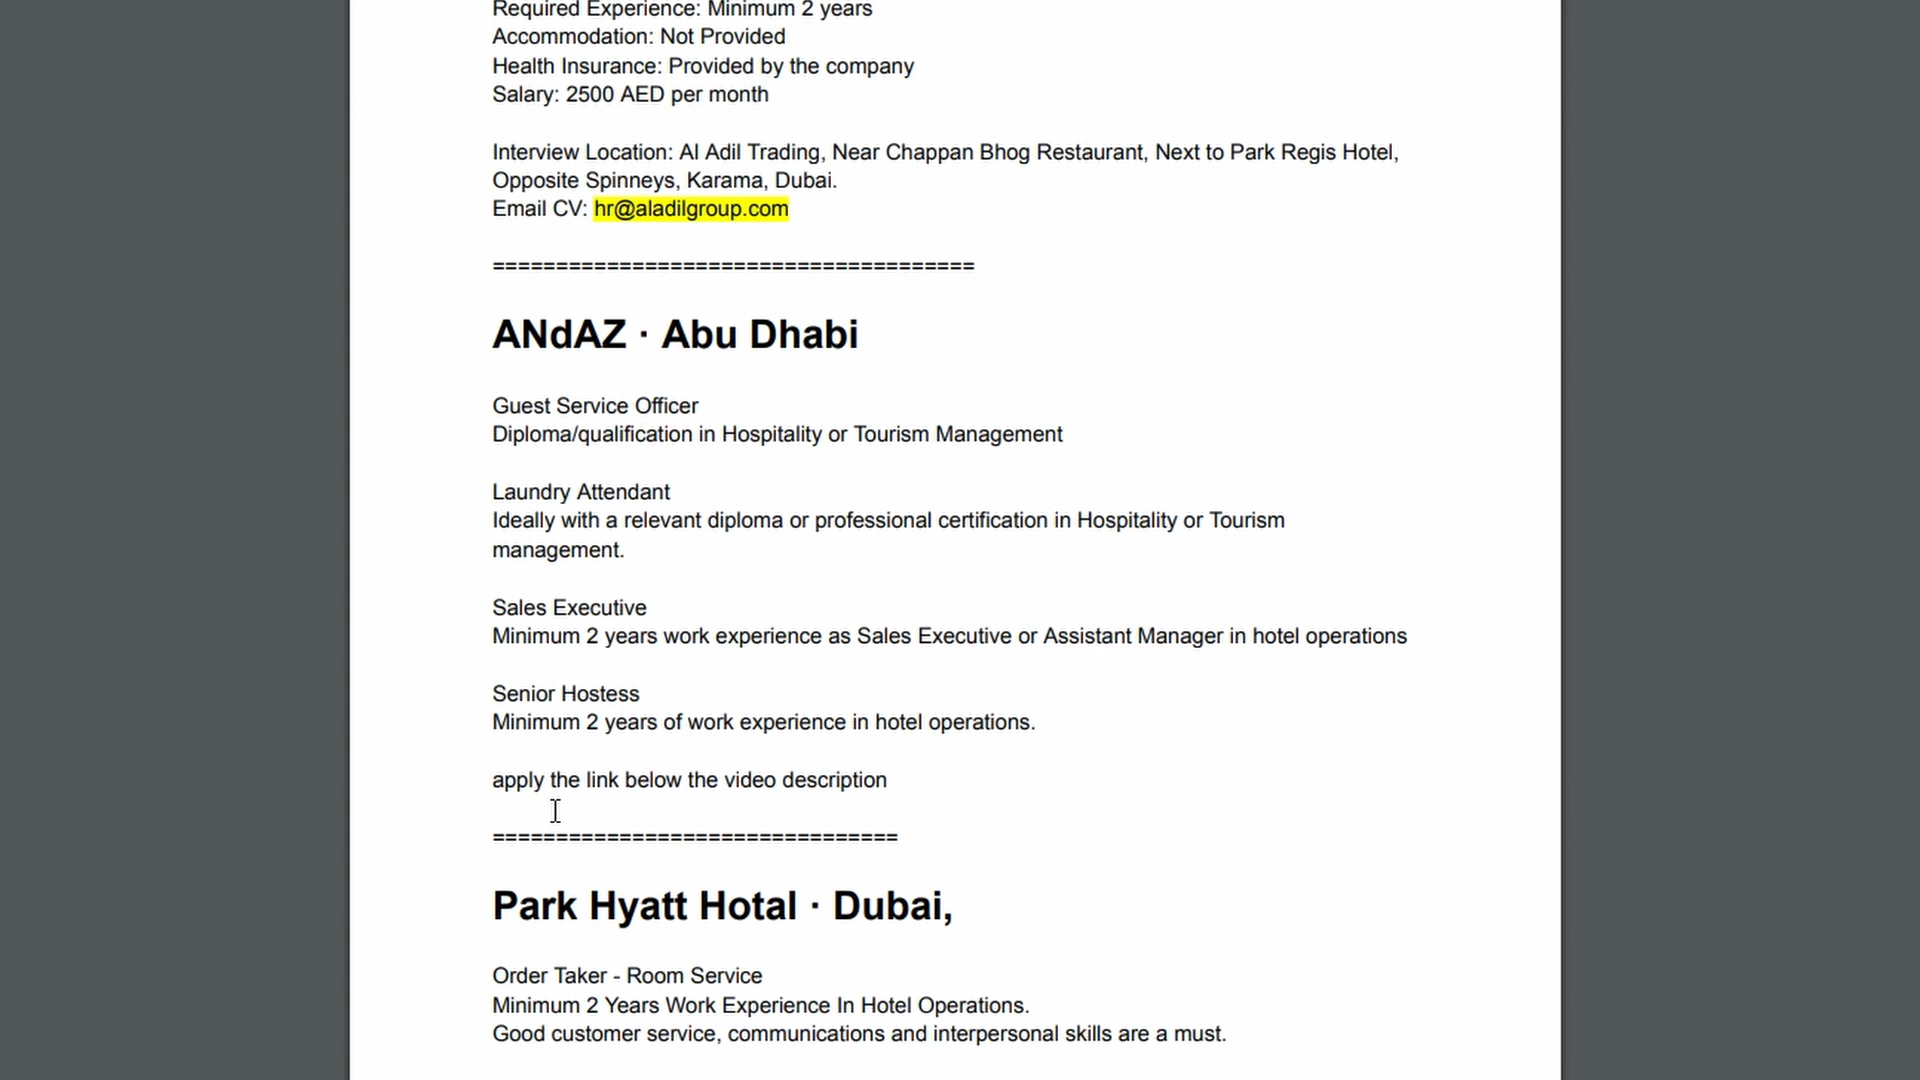 Required Experience: Minimum 2 years
Accommodation: Not Provided
Health Insurance: Provided by the company
Salary: 2500 AED per month
Interview Location: Al Adil Trading, Near Chappan Bhog Restaurant, Next to Park Regis Hotel,
Opposite Spinneys, Karama, Dubai.
Email CV: hr@aladilgroup.com
======================================
ANdAZ · Abu Dhabi
Guest Service Officer
Diploma/qualification in Hospitality or Tourism Management
Laundry Attendant
Ideally with a relevant diploma or professional certification in Hospitality or Tourism
management.
Sales Executive
Minimum 2 years work experience as Sales Executive or Assistant Manager in hotel operations
Senior Hostess
Minimum 2 years of work experience in hotel operations.
apply the link below the video description
================================
Park Hyatt Hotal · Dubai,
Order Taker - Room Service
Minimum 2 Years Work Experience In Hotel Operations.
Good customer service, communications and interpersonal skills are a must.